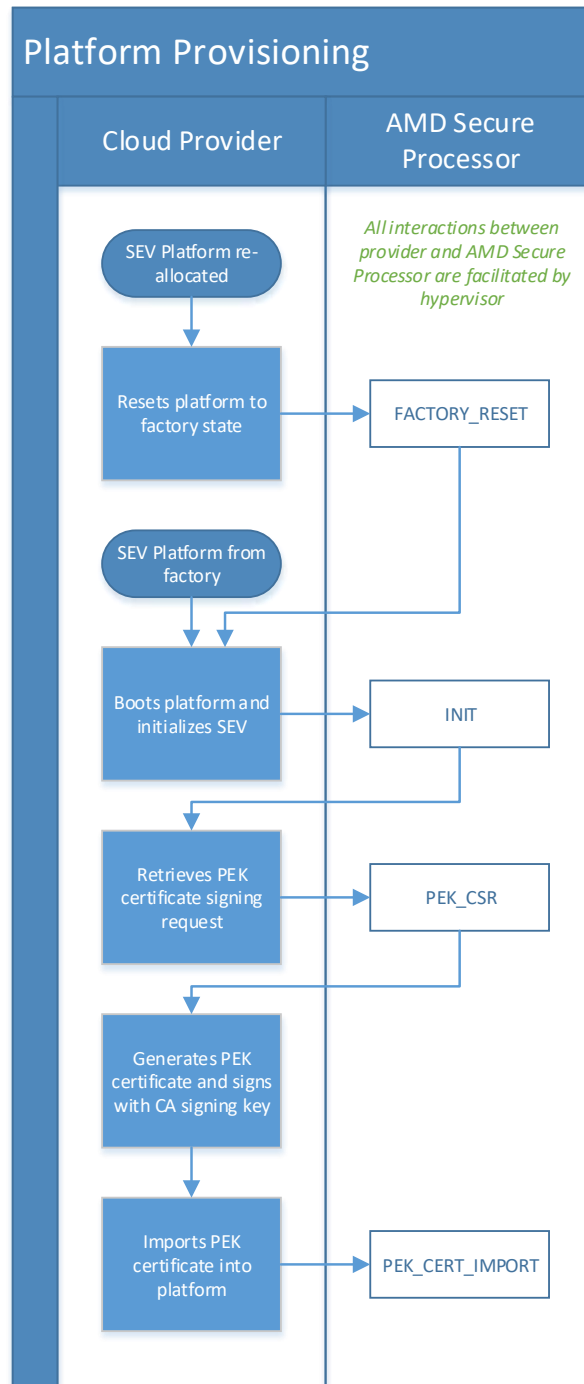 Platform Provisioning
Cloud Provider
AMD Secure
Processor
SEV Platform re-
allocated
All interactions between
provider and AMD Secure
Processor are facilitated by
hypervisor
Resets platform to
factory state
FACTORY_RESET
SEV Platform from
factory
Boots platform and
initializes SEV
INIT
Retrieves PEK
certificate signing
request
PEK_CSR
Generates PEK
certificate and signs
with CA signing key
Imports PEK
certificate into
platform
PEK_CERT_IMPORT